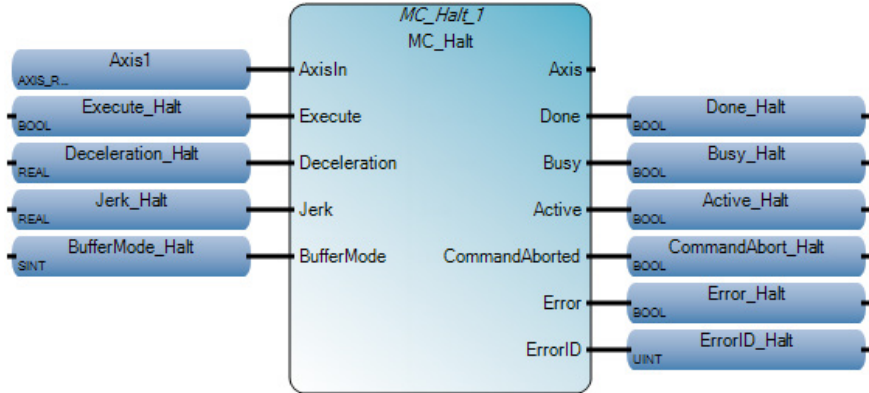 MC_Halt_1
MC_Halt
Axis1
AXIS_R...
AxisIn
Axis
Execute_Halt
BOOL
Execute
Done
Done_Halt
BOOL
Deceleration_Halt
REAL
Deceleration
Busy
Busy_Halt
BOOL
Jerk_Halt
REAL
Jerk
Active
Active_Halt
BOOL
BufferMode_Halt
SINT
BufferMode
CommandAborted
CommandAbort_Halt
BOOL
Error
Error_Halt
BOOL
ErrorID
ErrorID_Halt
UINT